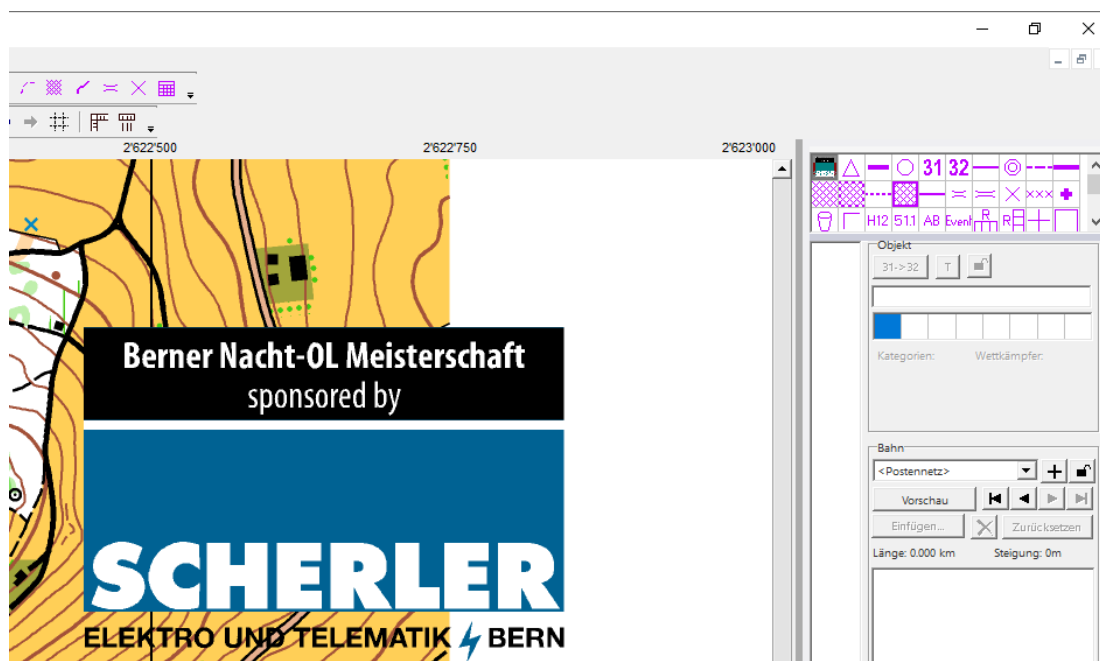 2'622'500 2'622'750 2'623'000
31 32
H12 51.1 AB Event R R
Objekt
31->32 T
Kategorien: Wettkämpfer:
Berner Nacht-OL Meisterschaft
sponsored by
SCHERLER
ELEKTRO UND TELEMATIK BERN
Bahn
<Postennetz>
Vorschau
Einfügen... Zurücksetzen
Länge: 0.000 km Steigung: 0m